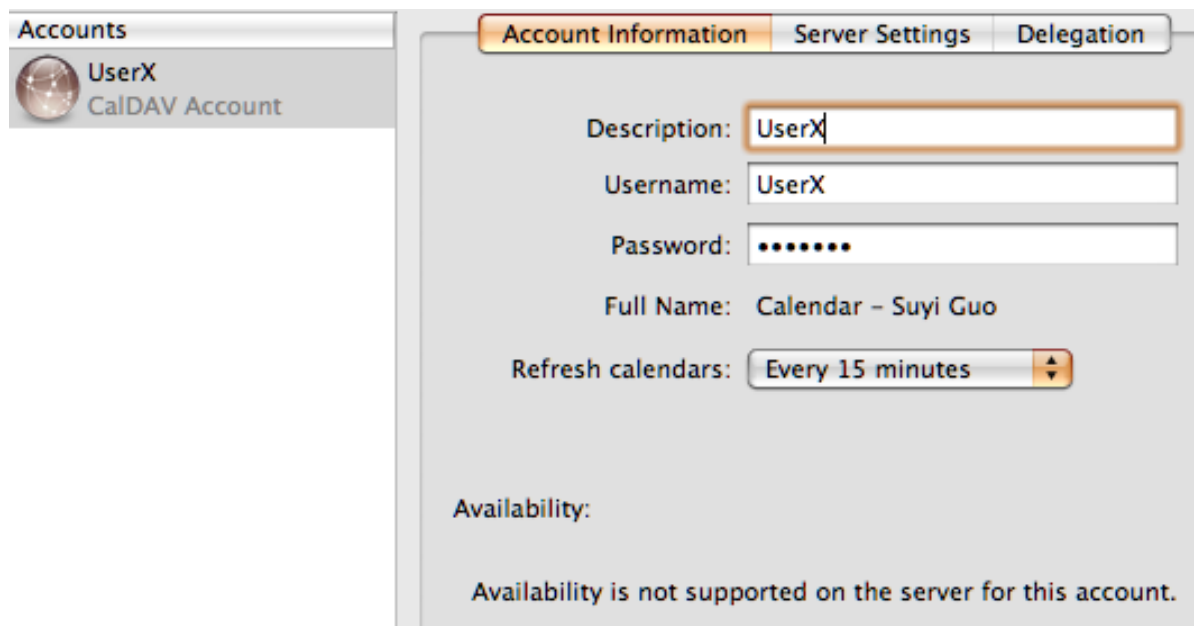 Accounts
UserX
CalDAV Account
Account Information Server Settings Delegation
Description: UserX
Username: UserX
Password: •••••••
Full Name: Calendar – Suyi Guo
Refresh calendars: Every 15 minutes
Availability:
Availability is not supported on the server for this account.